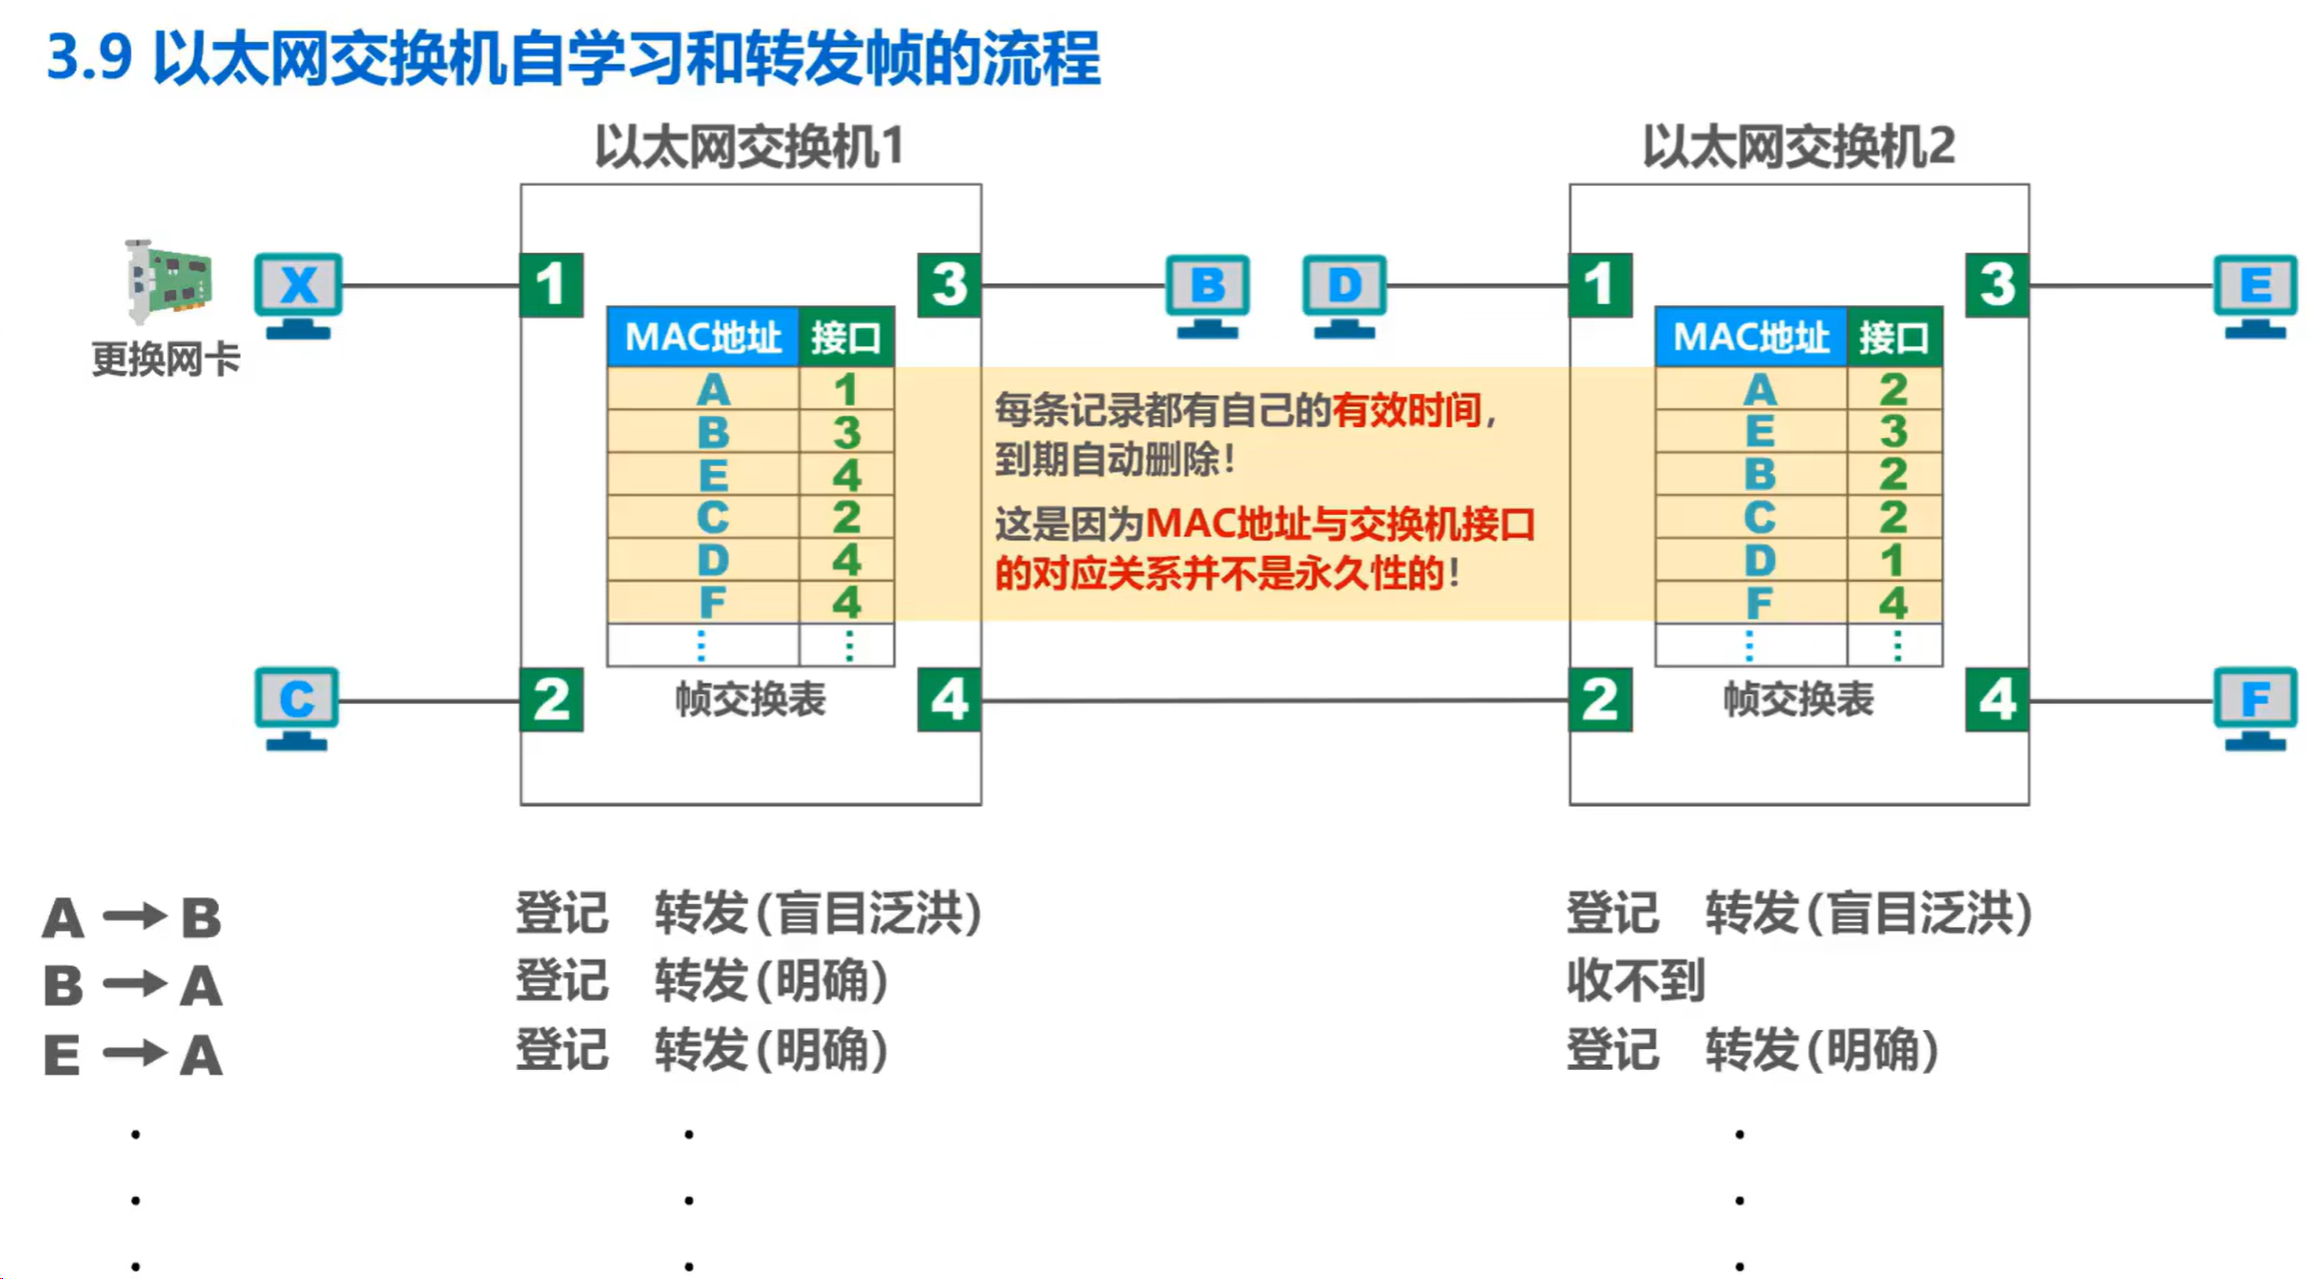 3.9 以太网交换机自学习和转发帧的流程
以太网交换机1
以太网交换机2
X
1
3
B
D
1
3
E
更换网卡
MAC地址 接口
A 1
B 3
E 4
C 2
D 4
F 4
⋮ ⋮
帧交换表
每条记录都有自己的有效时间，
到期自动删除！
这是因为MAC地址与交换机接口
的对应关系并不是永久性的！
MAC地址 接口
A 2
E 3
B 2
C 2
D 1
F 4
⋮ ⋮
帧交换表
C
2
4
2
4
F
A → B 登记 转发(盲目泛洪) 登记 转发(盲目泛洪)
B → A 登记 转发(明确) 收不到
E → A 登记 转发(明确) 登记 转发(明确)